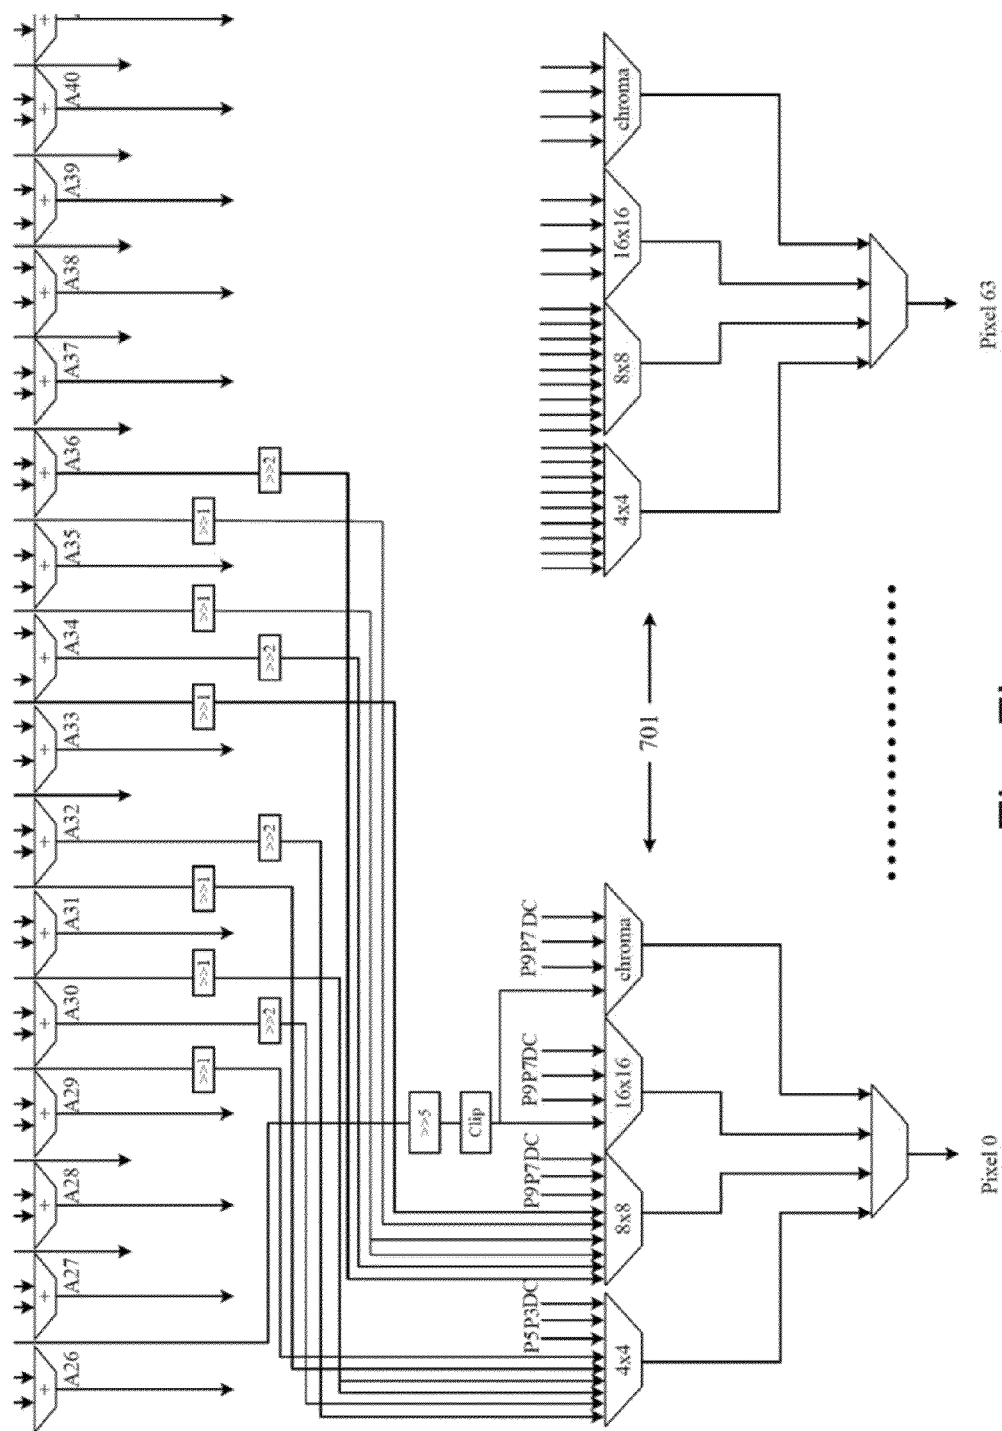 A40
+
A39
+
A38
+
A37
+
A36
+
A35
+
A34
+
A33
+
A32
+
A31
+
A30
+
A29
+
A28
+
A27
+
A26
+
+
>>2
>>1
>>1
>>2
>>1
>>2
>>1
>>1
>>2
>>1
>>5
Clip
P5P3DC
P9P7DC
P9P7DC
P9P7DC
4x4
8x8
16x16
chroma
Pixel 0
701
4x4
8x8
16x16
chroma
Pixel 63